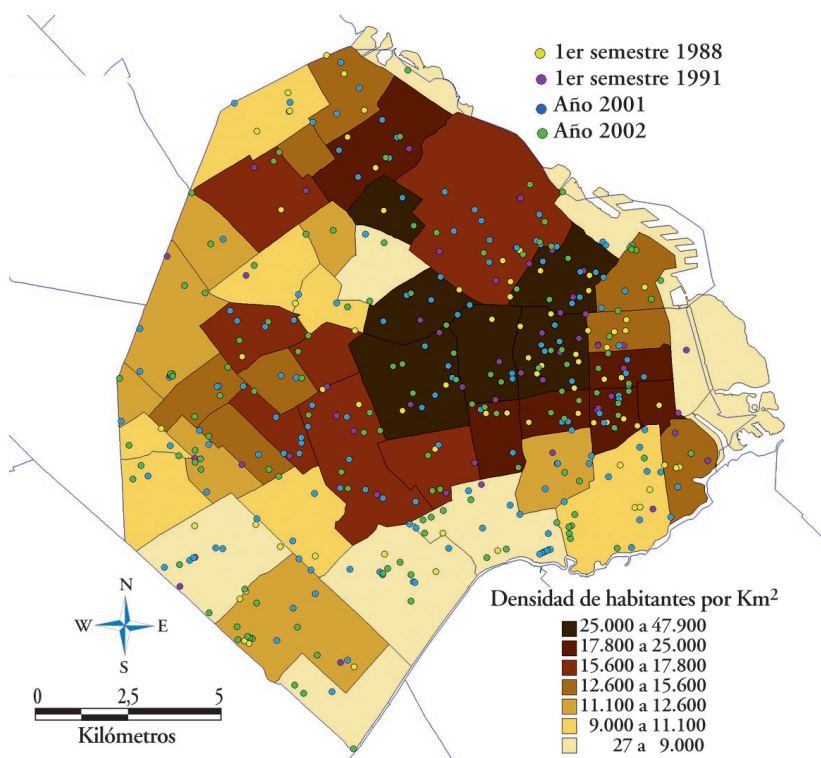 1er semestre 1988
1er semestre 1991
Año 2001
Año 2002
N
W E
S
0 2,5 5
Kilómetros
Densidad de habitantes por Km²
25.000 a 47.900
17.800 a 25.000
15.600 a 17.800
12.600 a 15.600
11.100 a 12.600
9.000 a 11.100
27 a 9.000